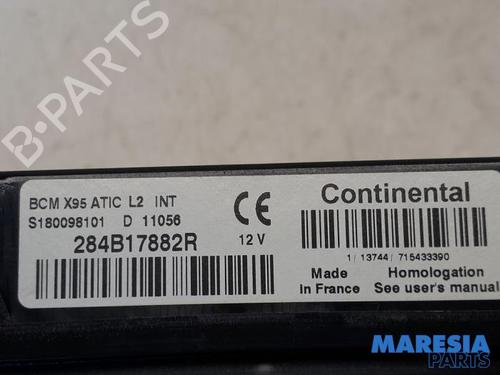 BCM X95 ATIC L2 INT
S180098101 D 11056
284B17882R
12 V
CE
Continental
1/ 13744/ 715433390
Made in France
Homologation
See user's manual
B-PARTS
MARESIA
PARTS